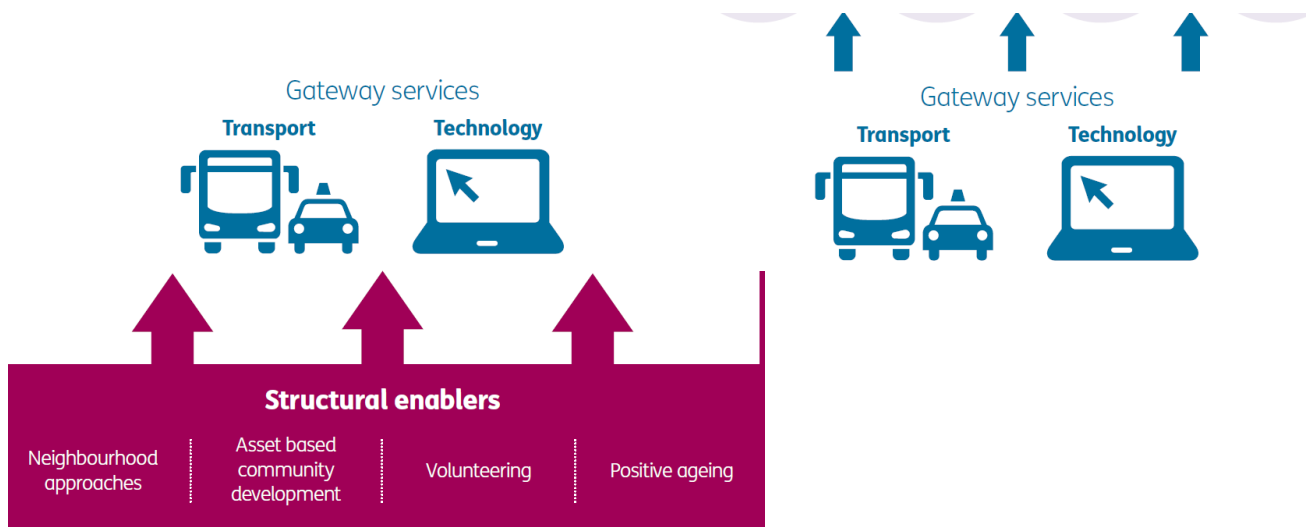 Gateway services
Transport
Technology
Structural enablers
Neighbourhood
approaches
Asset based
community
development
Volunteering
Positive ageing
Gateway services
Transport
Technology